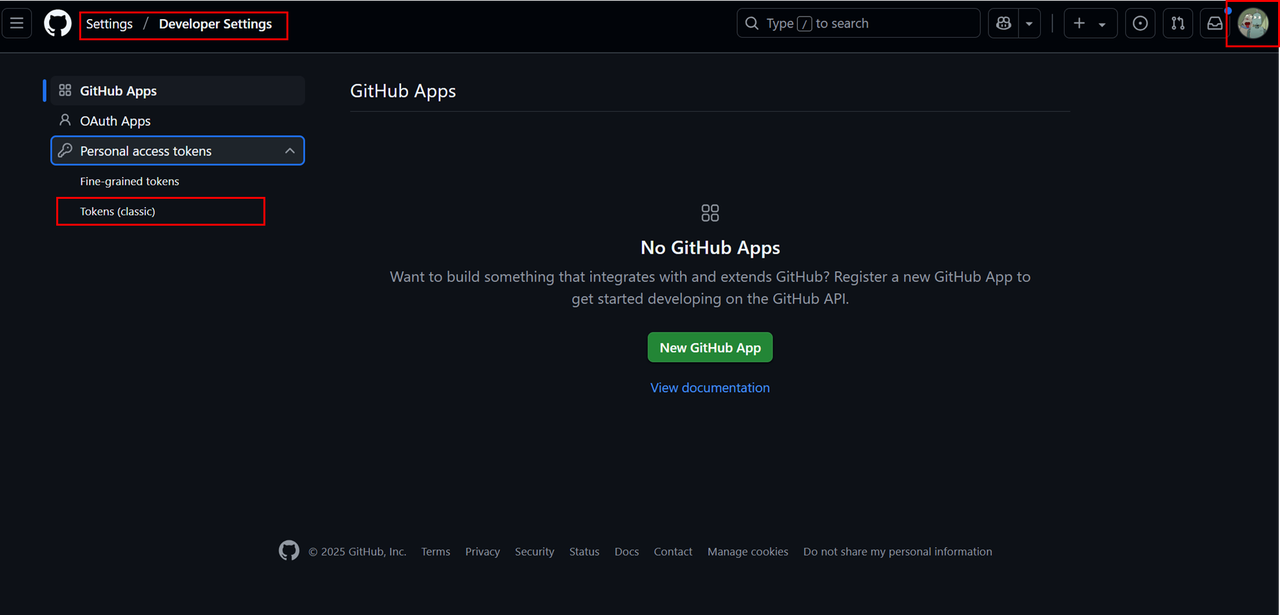 Settings / Developer Settings
Type / to search
GitHub Apps
OAuth Apps
Personal access tokens
Fine-grained tokens
Tokens (classic)
GitHub Apps
No GitHub Apps
Want to build something that integrates with and extends GitHub? Register a new GitHub App to
get started developing on the GitHub API.
New GitHub App
View documentation
© 2025 GitHub, Inc. Terms Privacy Security Status Docs Contact Manage cookies Do not share my personal information